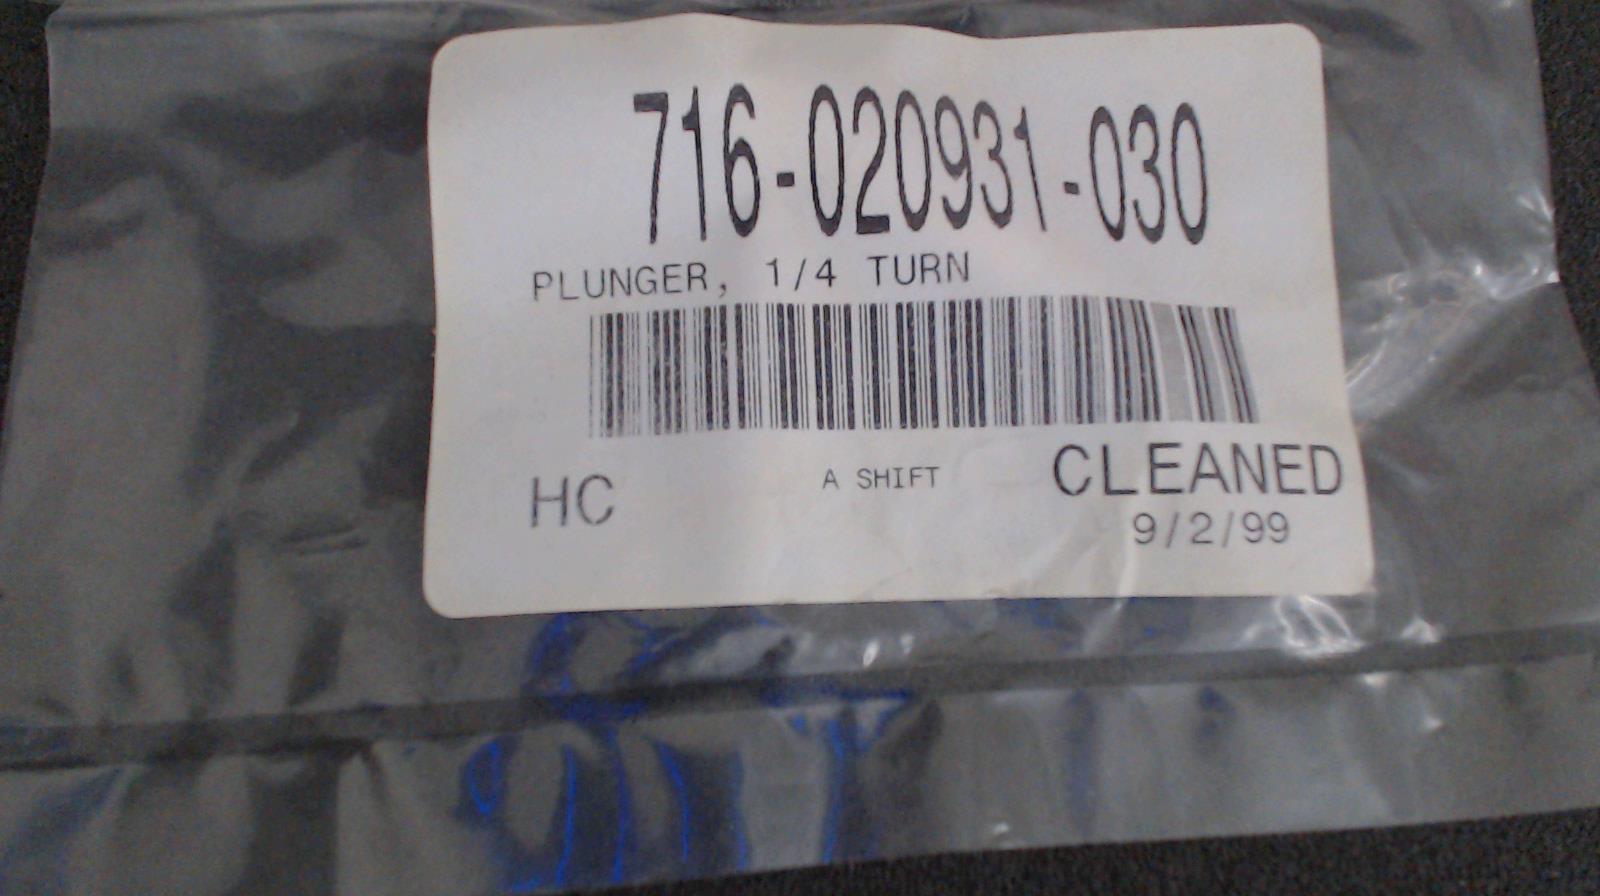 716-020931-030
PLUNGER, 1/4 TURN
HC
A SHIFT
CLEANED
9/2/99